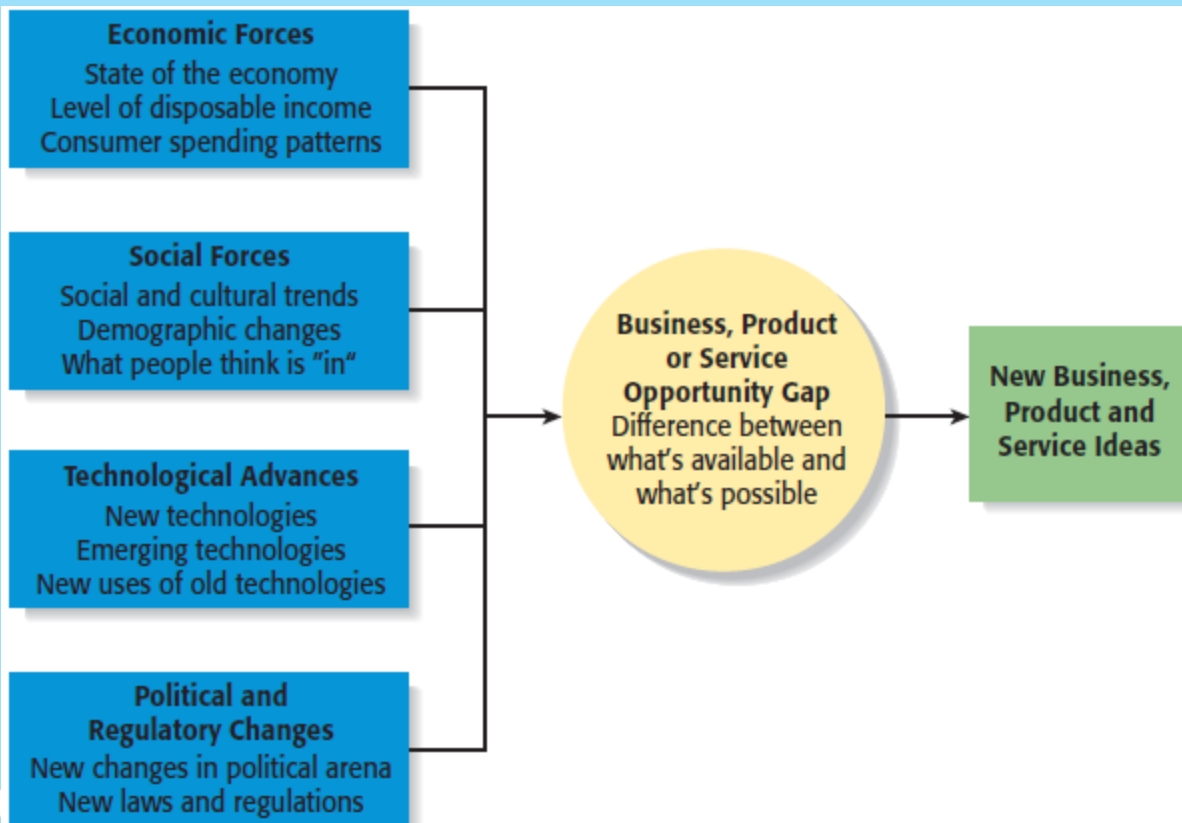 Economic Forces
State of the economy
Level of disposable income
Consumer spending patterns
Social Forces
Social and cultural trends
Demographic changes
What people think is "in"
Technological Advances
New technologies
Emerging technologies
New uses of old technologies
Political and
Regulatory Changes
New changes in political arena
New laws and regulations
Business, Product
or Service
Opportunity Gap
Difference between
what's available and
what's possible
New Business,
Product and
Service Ideas